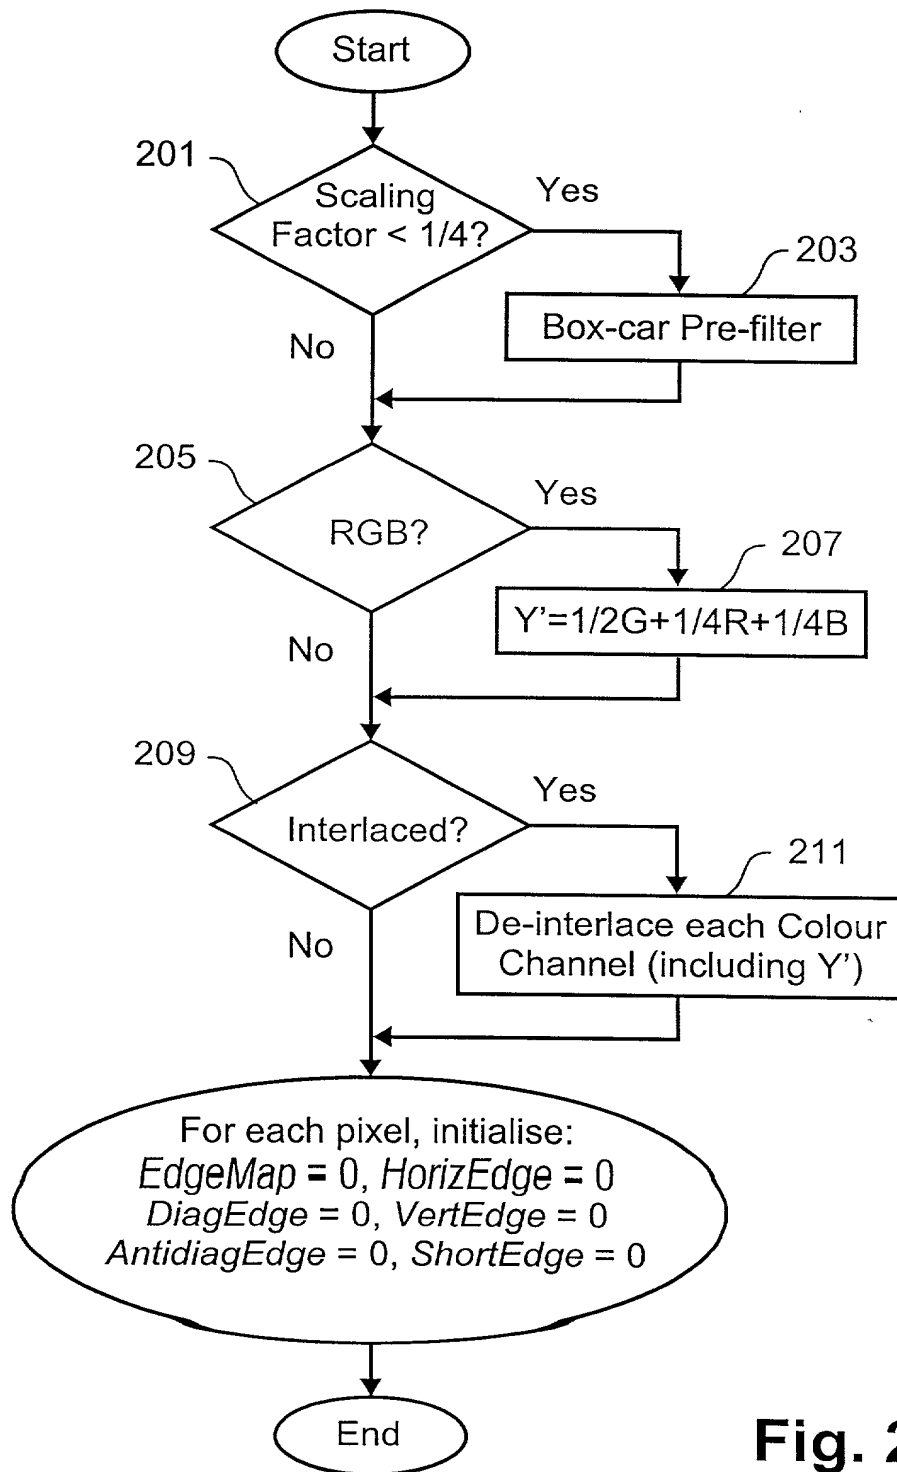 Start
201
Scaling
Factor < 1/4?
Yes
203
Box-car Pre-filter
No
205
RGB?
Yes
207
Y’=1/2G+1/4R+1/4B
No
209
Interlaced?
Yes
211
De-interlace each Colour
Channel (including Y’)
No
For each pixel, initialise:
EdgeMap = 0, HorizEdge = 0
DiagEdge = 0, VertEdge = 0
AntidiagEdge = 0, ShortEdge = 0
End
Fig. 2